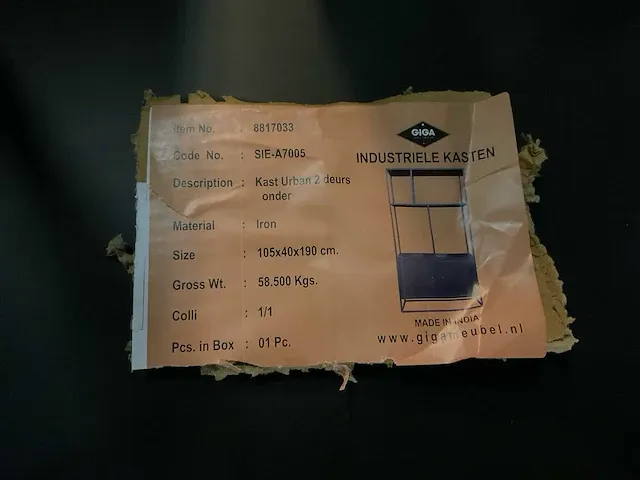 Item No. : 8817033
Code No. : SIE-A7005
Description : Kast Urban 2 deurs
onder
Material : Iron
Size : 105x40x190 cm.
Gross Wt. : 58.500 Kgs.
Colli : 1/1
Pcs. in Box : 01 Pc.
GIGA
INDUSTRIELE KASTEN
MADE IN INDIA
www.gigameubel.nl